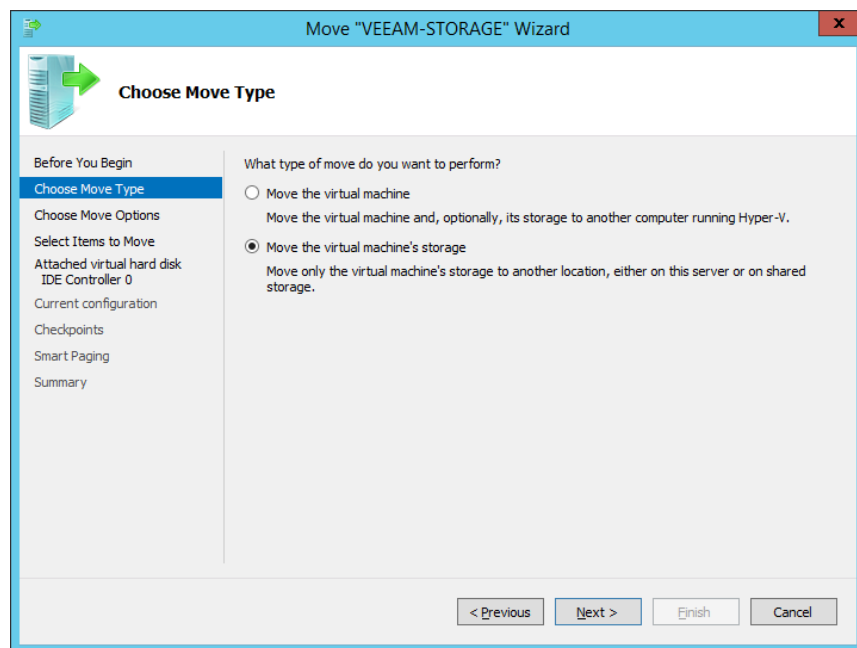 Move "VEEAM-STORAGE" Wizard
x
Choose Move Type
Before You Begin
Choose Move Type
Choose Move Options
Select Items to Move
Attached virtual hard disk
IDE Controller 0
Current configuration
Checkpoints
Smart Paging
Summary
What type of move do you want to perform?
Move the virtual machine
Move the virtual machine and, optionally, its storage to another computer running Hyper-V.
Move the virtual machine's storage
Move only the virtual machine's storage to another location, either on this server or on shared
storage.
< Previous
Next >
Finish
Cancel